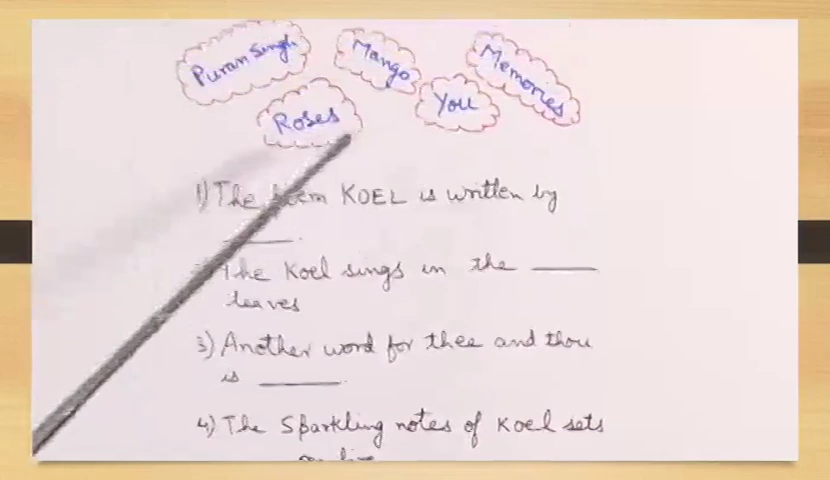 Puran Singh
Mango
Memories
Roses
You
1) The KOEL is written by
The Koel sings in the
leaves
3) Another word for thee and thou
is
4) The Sparkling notes of Koel sets